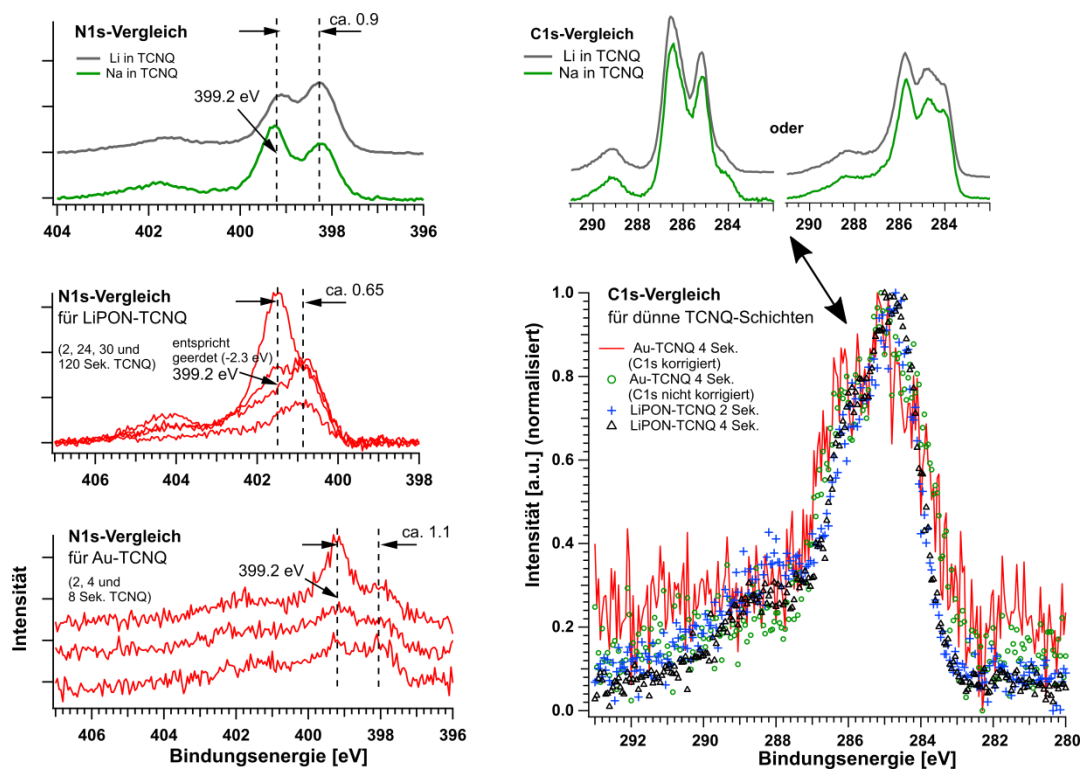 N1s-Vergleich
Li in TCNQ
Na in TCNQ
ca. 0.9
399.2 eV
404 402 400 398 396
C1s-Vergleich
Li in TCNQ
Na in TCNQ
oder
290 288 286 284
290 288 286 284
N1s-Vergleich
für LiPON-TCNQ
(2, 24, 30 und
120 Sek. TCNQ)
ca. 0.65
entspricht
geerdet (-2.3 eV)
399.2 eV
406 404 402 400 398
N1s-Vergleich
für Au-TCNQ
(2, 4 und
8 Sek. TCNQ)
ca. 1.1
399.2 eV
406 404 402 400 398 396
Bindungsenergie [eV]
Intensität
C1s-Vergleich
für dünne TCNQ-Schichten
Au-TCNQ 4 Sek.
(C1s korrigiert)
Au-TCNQ 4 Sek.
(C1s nicht korrigiert)
LiPON-TCNQ 2 Sek.
LiPON-TCNQ 4 Sek.
Intensität [a.u.] (normalisiert)
1.0
0.8
0.6
0.4
0.2
0.0
292 290 288 286 284 282 280
Bindungsenergie [eV]